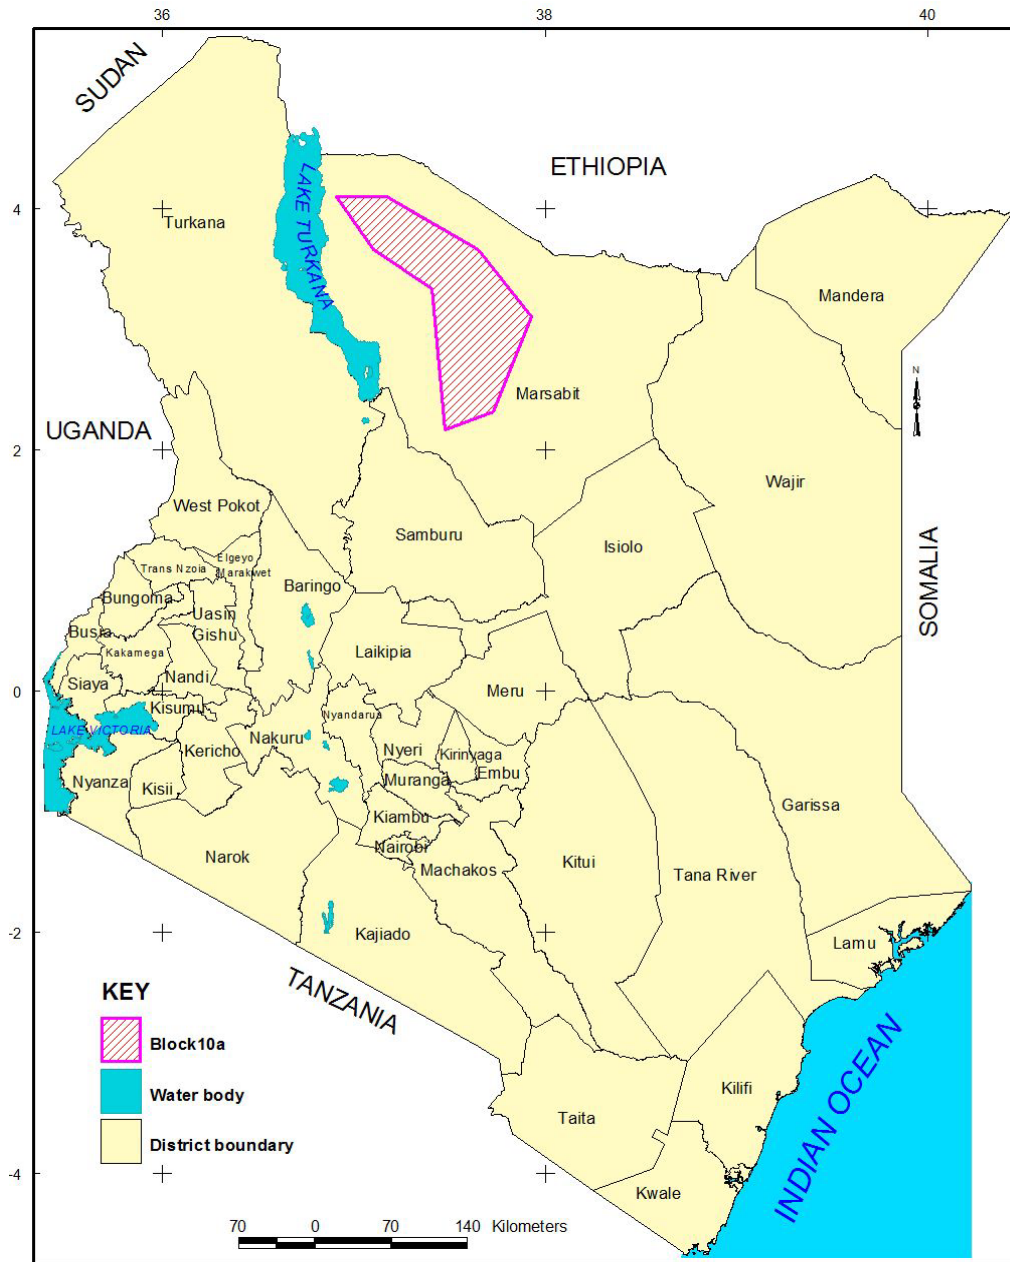 36 38 40
SUDAN
ETHIOPIA
4
Turkana
LAKE TURKANA
Mandera
N
Marsabit
UGANDA
2
Wajir
West Pokot
Samburu
Isiolo
SOMALIA
Elgeyo
Marakwet
Trans Nzoia
Baringo
Bungoma
Uasin
Gishu
Busia
Kakamega
Laikipia
Nandi
Siaya
0
Meru
Kisumu
Nyandarua
LAKE VICTORIA
Nakuru
Kericho
Nyeri
Kirinyaga
Embu
Nyanza
Kisii
Muranga
Garissa
Kiambu
Nairobi
Narok
Machakos
Kitui
Tana River
-2
Kajiado
Lamu
TANZANIA
KEY
Block10a
Water body
District boundary
INDIAN OCEAN
Kilifi
Taita
-4
Kwale
70 0 70 140 Kilometers